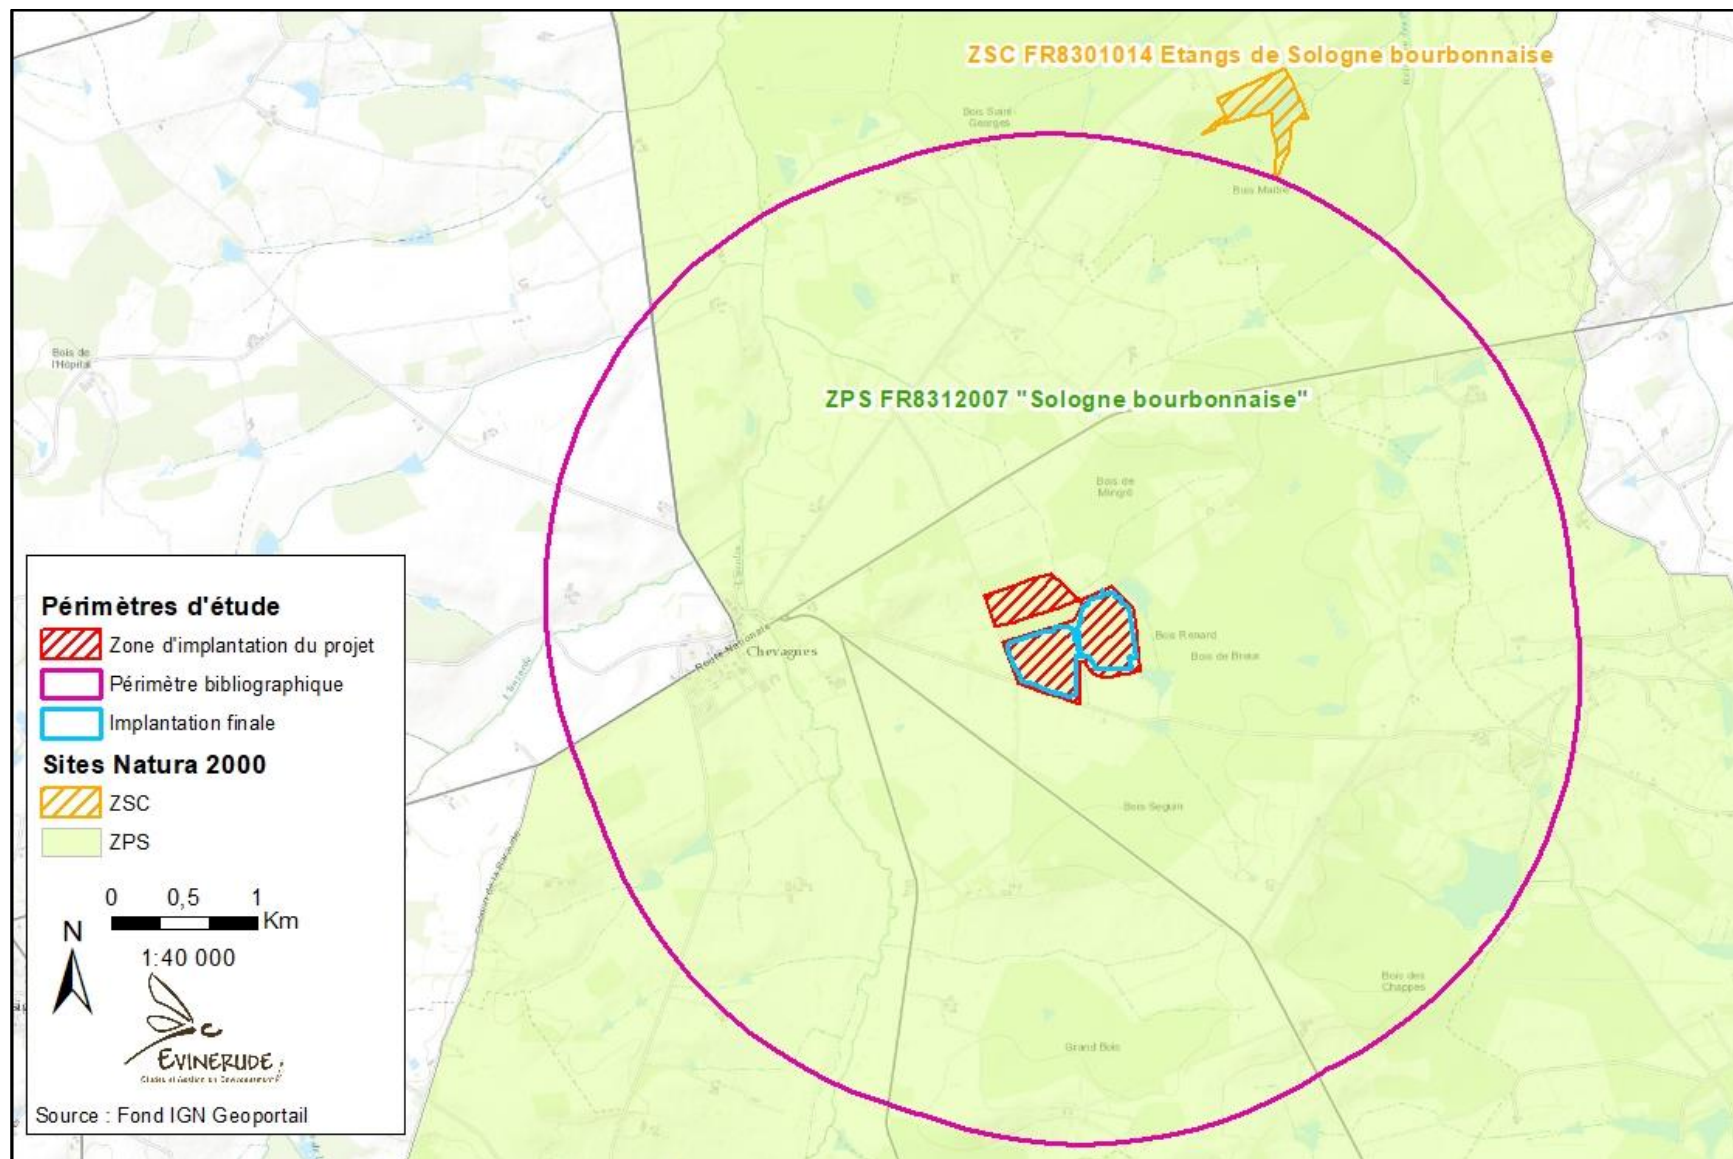 ZSC FR8301014 Etangs de Sologne bourbonnaise
Bois Saint-
Georges
Bois Maître
Bois de
l'Hôpital
ZPS FR8312007 "Sologne bourbonnaise"
Bois de
Mingré
Bois Renard
Bois de Breux
Route Nationale
Chevagnes
Bois Seguin
Bois des
Chappes
Grand Bois
Périmètres d'étude
Zone d'implantation du projet
Périmètre bibliographique
Implantation finale
Sites Natura 2000
ZSC
ZPS
0 0,5 1
Km
N
1:40 000
EVINERUDE
Source : Fond IGN Geoportail